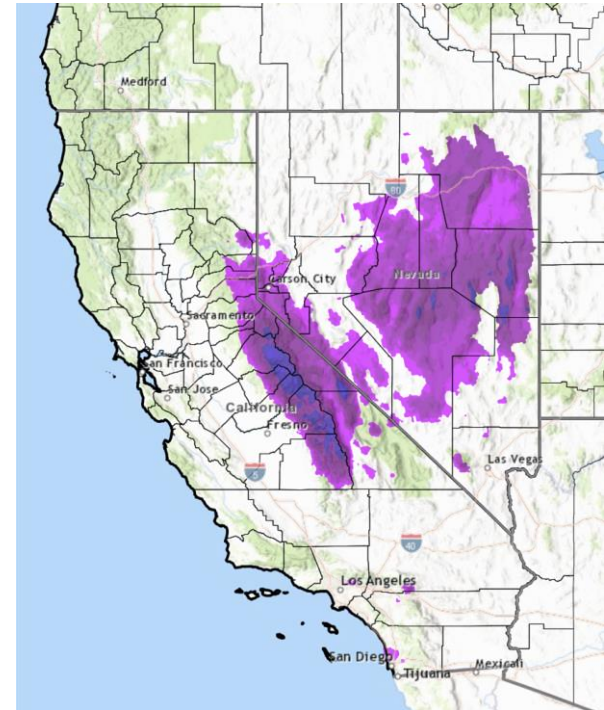 Medford
80
Nevada
Carson City
Sacramento
San Francisco
San Jose
California
Fresno
5
Las Vegas
40
Los Angeles
San Diego
Tijuana
Mexicali